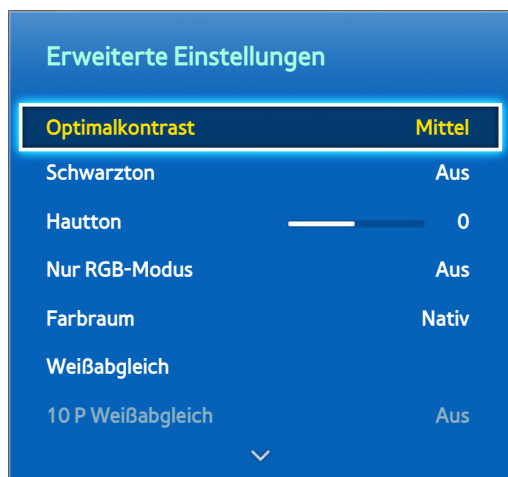 Erweiterte Einstellungen
Optimalkontrast Mittel
Schwarzton Aus
Hautton 0
Nur RGB-Modus Aus
Farbraum Nativ
Weißabgleich
10 P Weißabgleich Aus